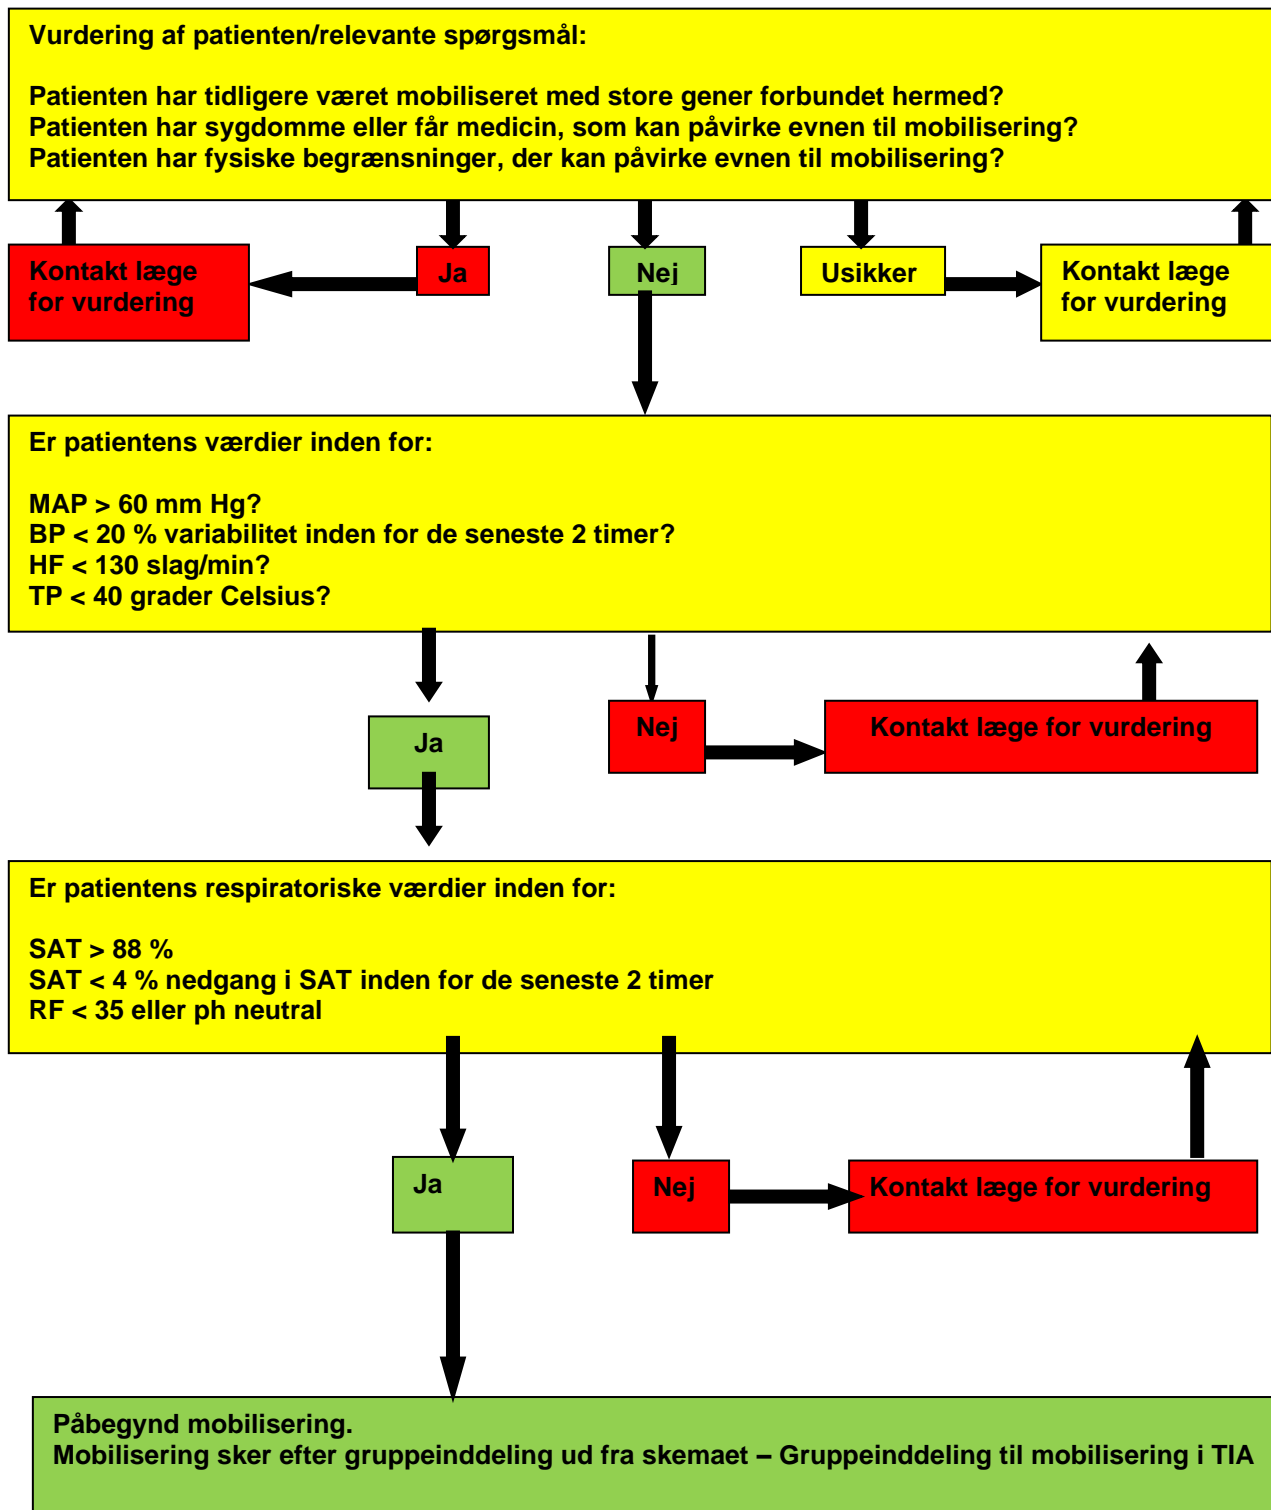 Vurdering af patienten/relevante spørgsmål:
Patienten har tidligere været mobiliseret med store gener forbundet hermed?
Patienten har sygdomme eller får medicin, som kan påvirke evnen til mobilisering?
Patienten har fysiske begrænsninger, der kan påvirke evnen til mobilisering?
Kontakt læge
for vurdering
Ja
Nej
Usikker
Kontakt læge
for vurdering
Er patientens værdier inden for:
MAP > 60 mm Hg?
BP < 20 % variabilitet inden for de seneste 2 timer?
HF < 130 slag/min?
TP < 40 grader Celsius?
Ja
Nej
Kontakt læge for vurdering
Er patientens respiratoriske værdier inden for:
SAT > 88 %
SAT < 4 % nedgang i SAT inden for de seneste 2 timer
RF < 35 eller ph neutral
Ja
Nej
Kontakt læge for vurdering
Påbegynd mobilisering.
Mobilisering sker efter gruppeinddeling ud fra skemaet – Gruppeinddeling til mobilisering i TIA